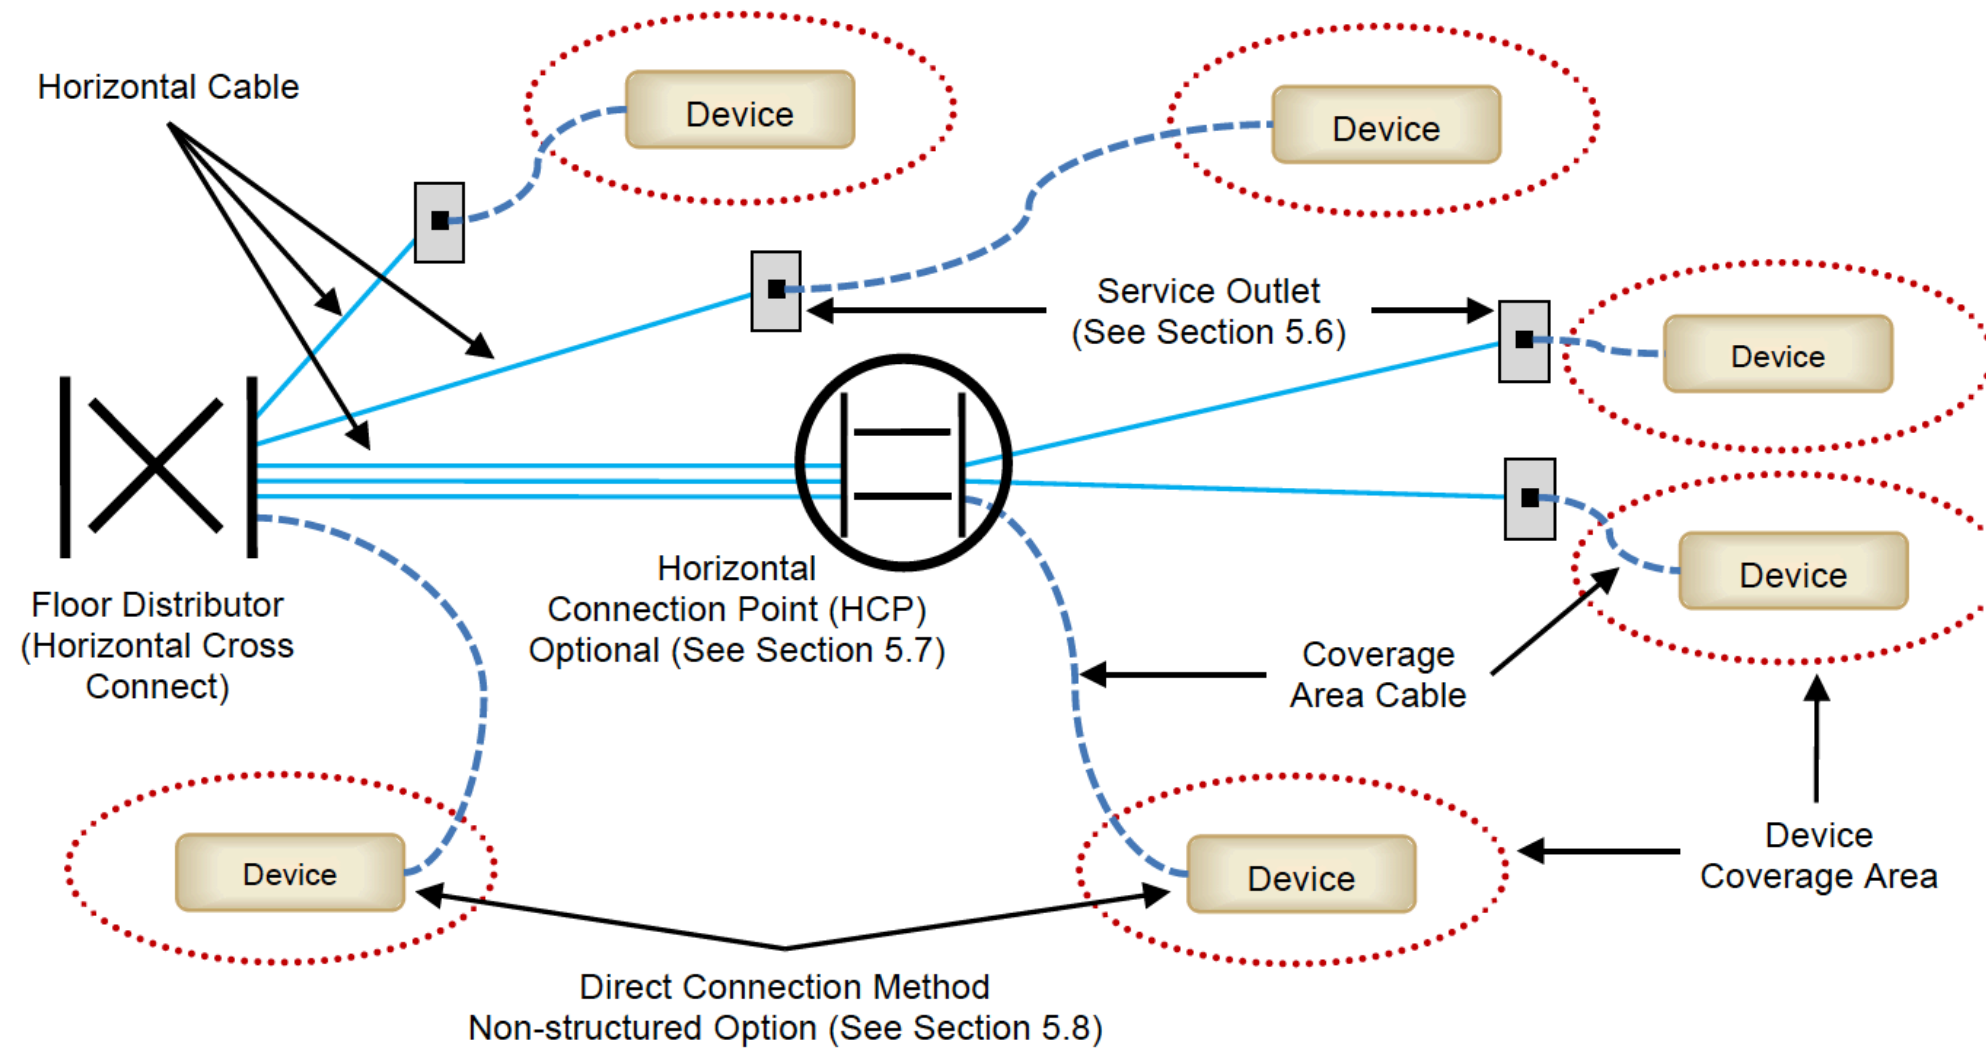 Horizontal Cable
Device
Device
Service Outlet
(See Section 5.6)
Device
Horizontal
Connection Point (HCP)
Optional (See Section 5.7)
Floor Distributor
(Horizontal Cross
Connect)
Device
Coverage
Area Cable
Device
Device
Device
Coverage Area
Direct Connection Method
Non-structured Option (See Section 5.8)